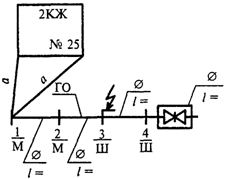 2КЖ
№ 25
a
a
ГО
Ø
l =
Ø
l =
1
М
2
М
3
Ш
4
Ш
Ø
l =
Ø
l =